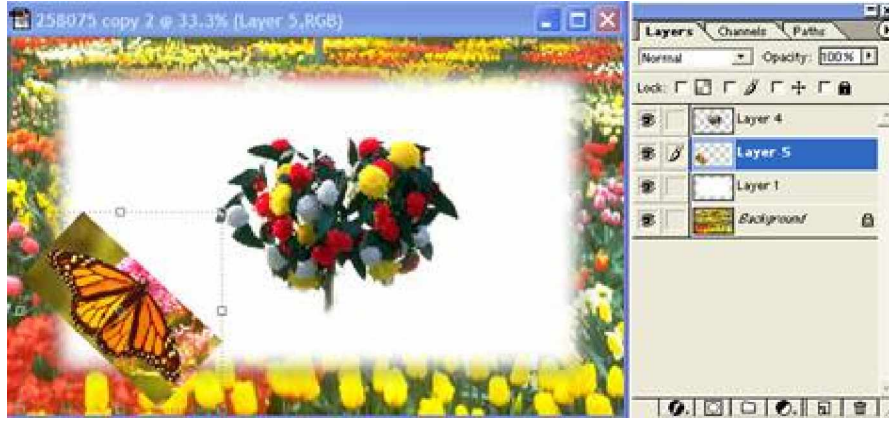 258075 copy 2 @ 33.3% (Layer 5,RGB)
Layers Channels Paths
Normal Opacity: 100%
Lock:
Layer 4
Layer 5
Layer 1
Background